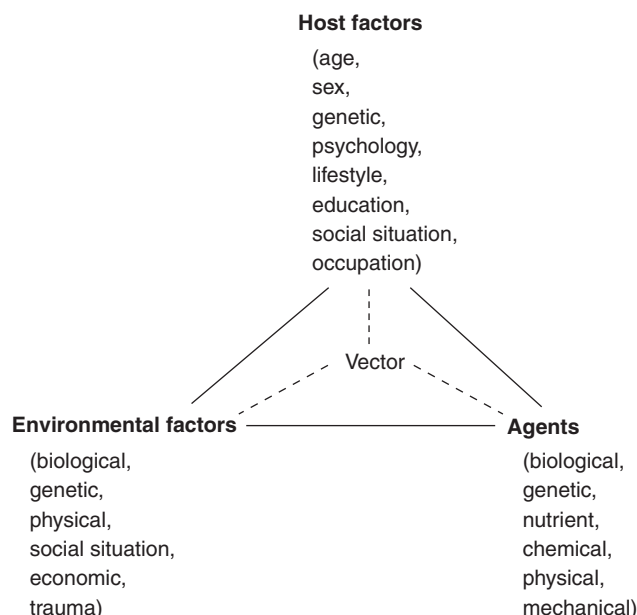 Host factors
(age,
sex,
genetic,
psychology,
lifestyle,
education,
social situation,
occupation)
Vector
Environmental factors
(biological,
genetic,
physical,
social situation,
economic,
trauma)
Agents
(biological,
genetic,
nutrient,
chemical,
physical,
mechanical)